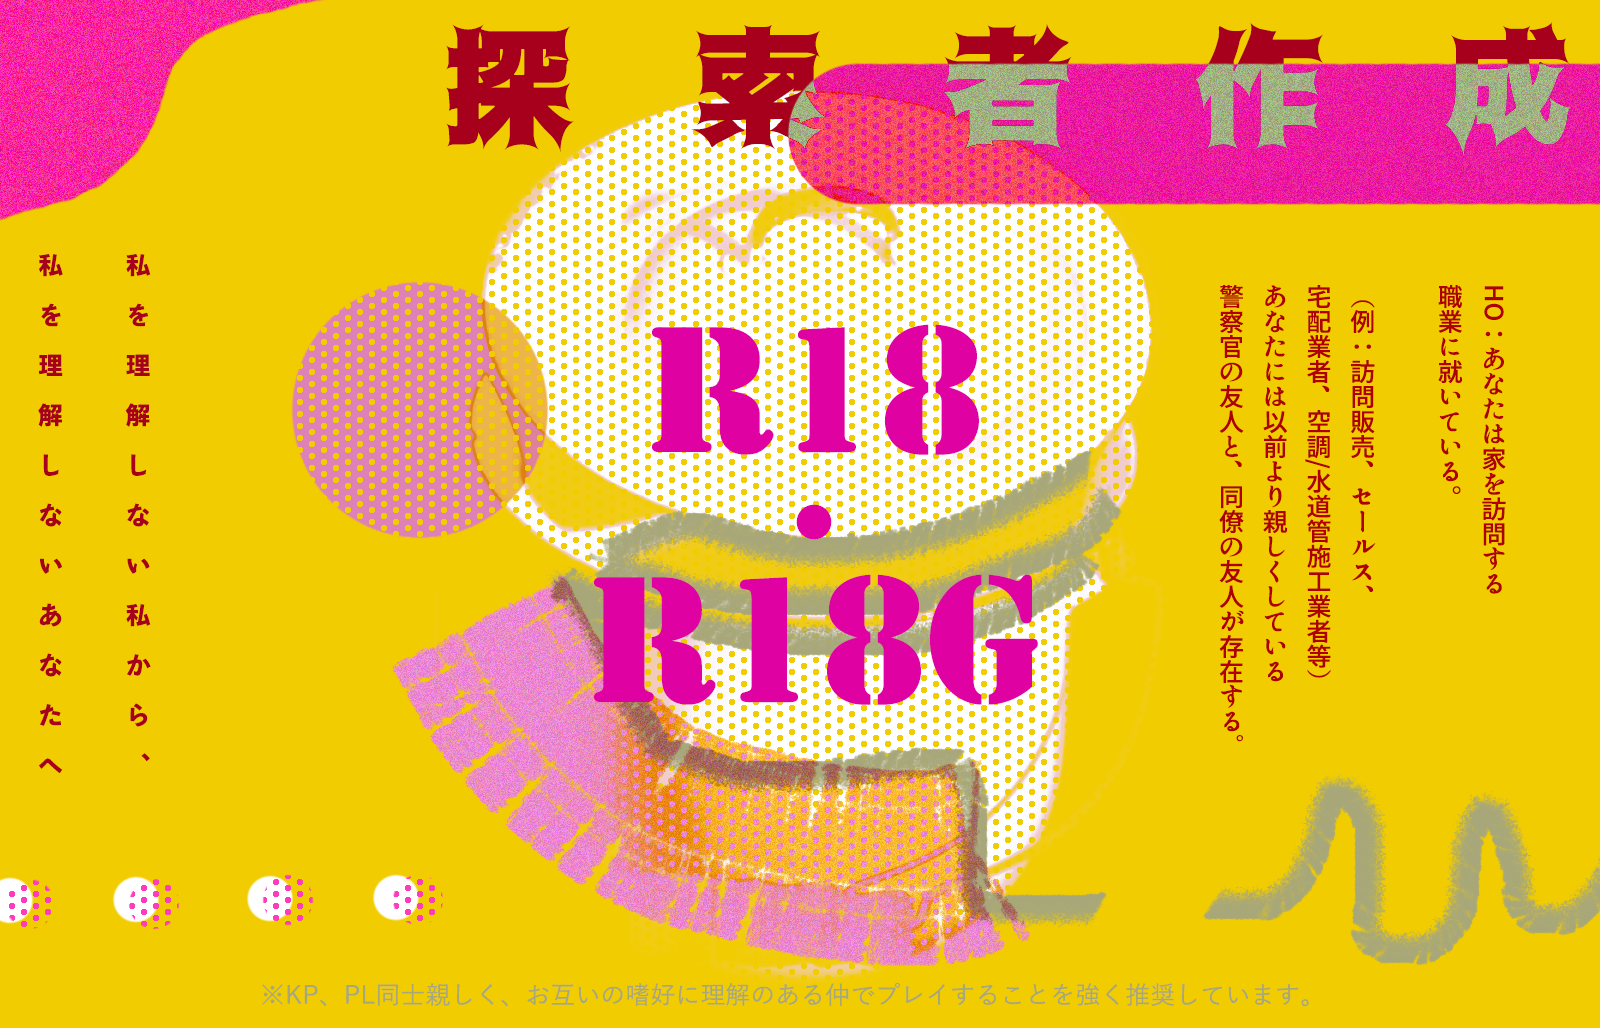 探索者作成
HO：あなたは家を訪問する
職業に就いている。
（例：訪問販売、セールス、
宅配業者、空調/水道管施工業者等）
あなたには以前より親しくしている
警察官の友人と、同僚の友人が存在する。
R18
・
R18G
私を理解しない私から、
私を理解しないあなたへ
※KP、PL同士親しく、お互いの嗜好に理解のある仲でプレイすることを強く推奨しています。